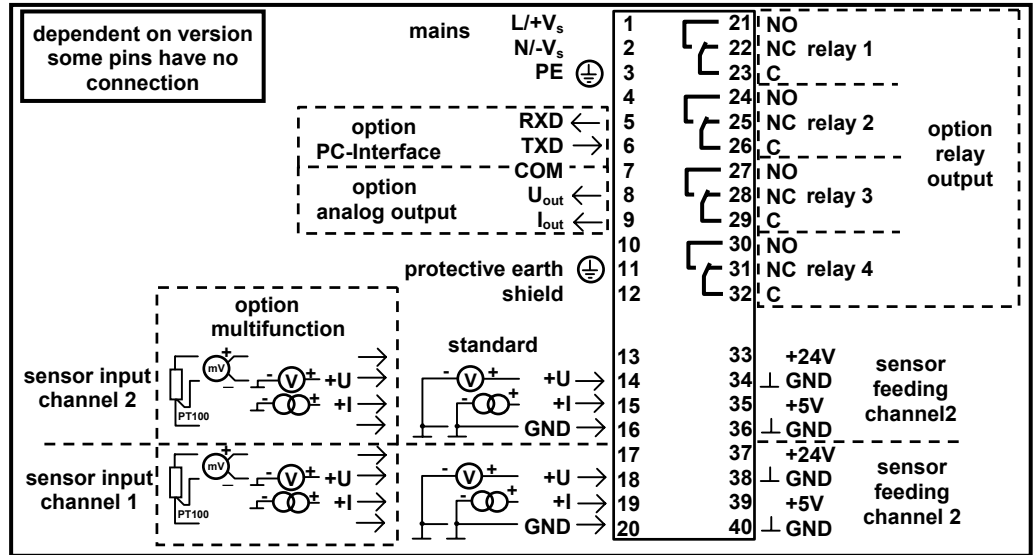 dependent on version
some pins have no
connection
mains
L/+Vs
N/-Vs
PE
option
PC-Interface
RXD
TXD
COM
option
analog output
Uout
Iout
protective earth
shield
option
multifunction
standard
sensor input
channel 2
PT100
mV
+
-
- V + +U
- + +I
- V + +U
+ +I
GND
sensor input
channel 1
PT100
mV
+
-
- V + +U
- + +I
- V + +U
+ +I
GND
1
2
3
4
5
6
7
8
9
10
11
12
13
14
15
16
17
18
19
20
21 NO
22 NC relay 1
23 C
24 NO
25 NC relay 2
26 C
27 NO
28 NC relay 3
29 C
30 NO
31 NC relay 4
32 C
option
relay
output
33 +24V
34 GND
35 +5V
36 GND
sensor
feeding
channel2
37 +24V
38 GND
39 +5V
40 GND
sensor
feeding
channel 2